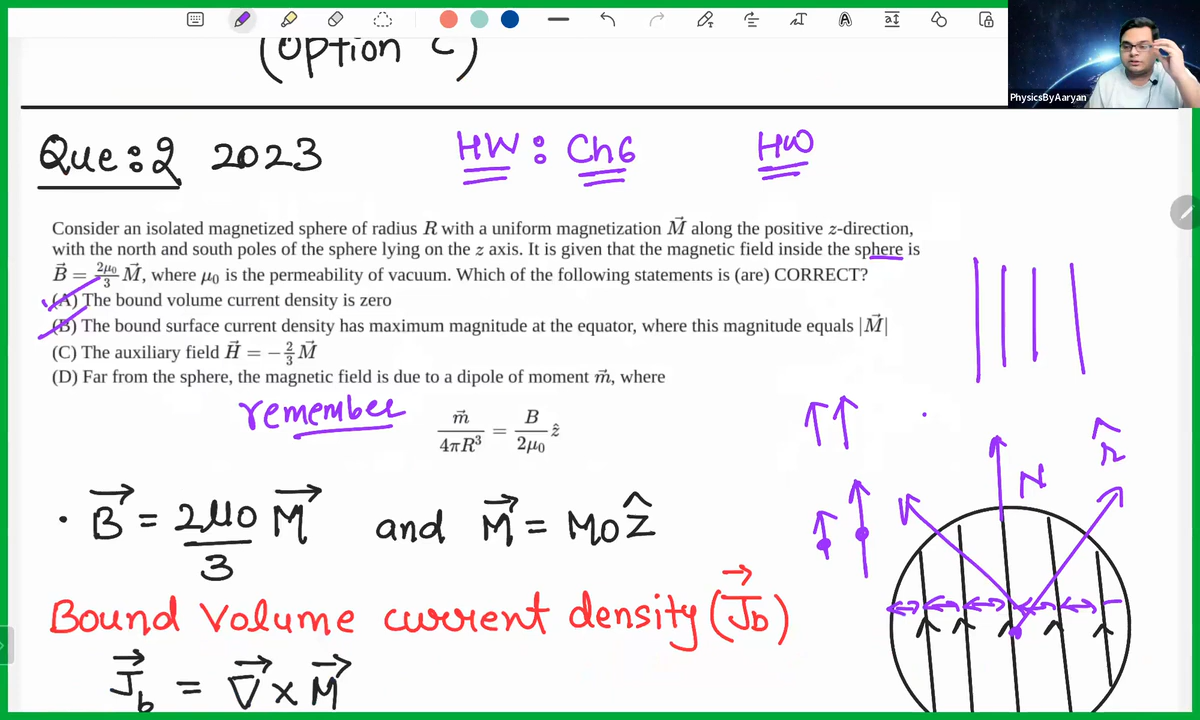 (Option C)
PhysicsByAaryan
Que:2 2023 HW: Ch6 HW
Consider an isolated magnetized sphere of radius R with a uniform magnetization M⃗ along the positive z-direction,
with the north and south poles of the sphere lying on the z axis. It is given that the magnetic field inside the sphere is
B⃗ = 2μ₀/3 M⃗, where μ₀ is the permeability of vacuum. Which of the following statements is (are) CORRECT?
(A) The bound volume current density is zero
(B) The bound surface current density has maximum magnitude at the equator, where this magnitude equals |M⃗|
(C) The auxiliary field H⃗ = −2/3 M⃗
(D) Far from the sphere, the magnetic field is due to a dipole of moment m⃗, where
remember
m⃗/4πR³ = B/2μ₀ ẑ
r̂
N
· B⃗ = 2μ₀/3 M⃗ and M⃗ = M₀ẑ
Bound Volume current density (J⃗b)
J⃗b = ∇⃗ × M⃗